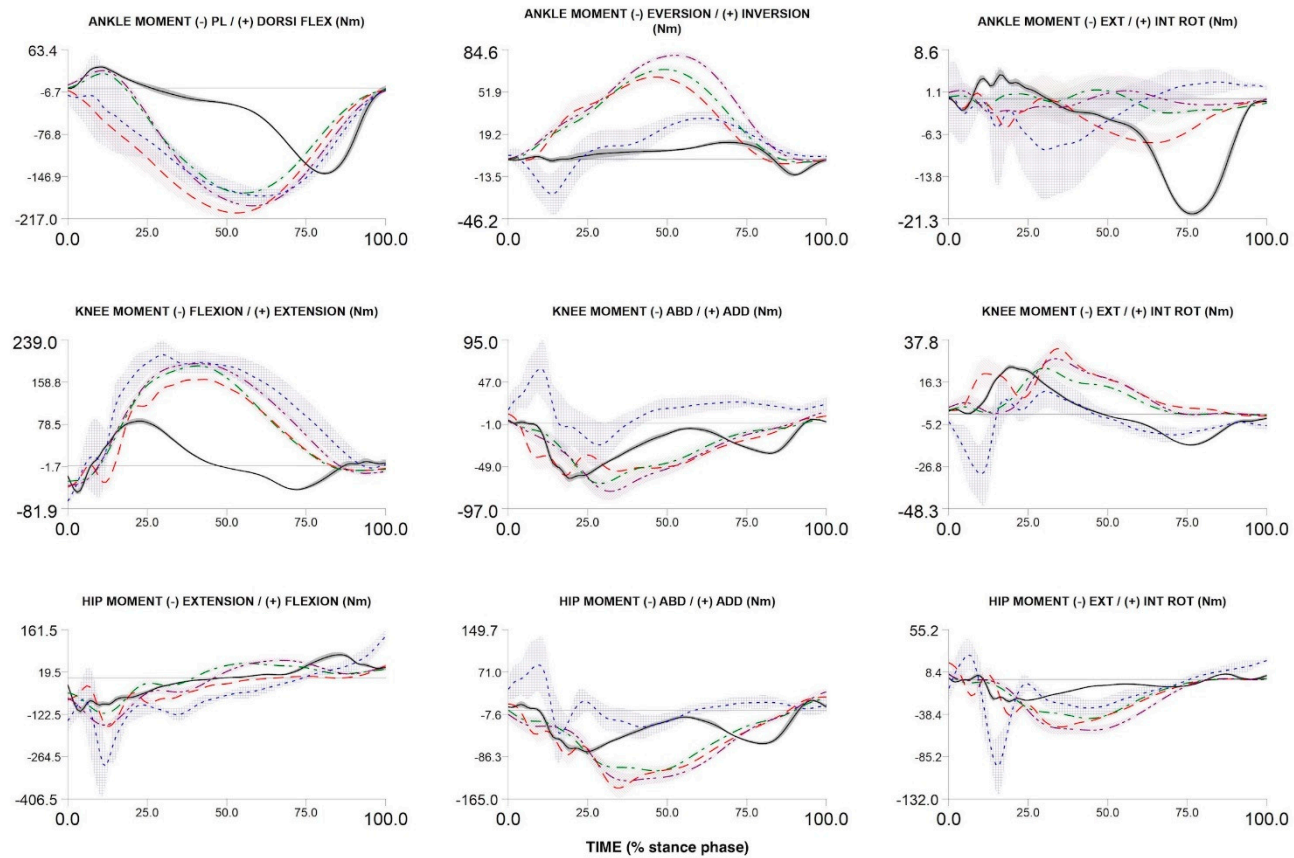 ANKLE MOMENT (-) PL / (+) DORSI FLEX (Nm)
63.4
-6.7
-76.8
-146.9
-217.0
0.0 25.0 50.0 75.0 100.0
ANKLE MOMENT (-) EVERSION / (+) INVERSION
(Nm)
84.6
51.9
19.2
-13.5
-46.2
0.0 25.0 50.0 75.0 100.0
ANKLE MOMENT (-) EXT / (+) INT ROT (Nm)
8.6
1.1
-6.3
-13.8
-21.3
0.0 25.0 50.0 75.0 100.0
KNEE MOMENT (-) FLEXION / (+) EXTENSION (Nm)
239.0
158.8
78.5
-1.7
-81.9
0.0 25.0 50.0 75.0 100.0
KNEE MOMENT (-) ABD / (+) ADD (Nm)
95.0
47.0
-1.0
-49.0
-97.0
0.0 25.0 50.0 75.0 100.0
KNEE MOMENT (-) EXT / (+) INT ROT (Nm)
37.8
16.3
-5.2
-26.8
-48.3
0.0 25.0 50.0 75.0 100.0
HIP MOMENT (-) EXTENSION / (+) FLEXION (Nm)
161.5
19.5
-122.5
-264.5
-406.5
0.0 25.0 50.0 75.0 100.0
HIP MOMENT (-) ABD / (+) ADD (Nm)
149.7
71.0
-7.6
-86.3
-165.0
0.0 25.0 50.0 75.0 100.0
HIP MOMENT (-) EXT / (+) INT ROT (Nm)
55.2
8.4
-38.4
-85.2
-132.0
0.0 25.0 50.0 75.0 100.0
TIME (% stance phase)